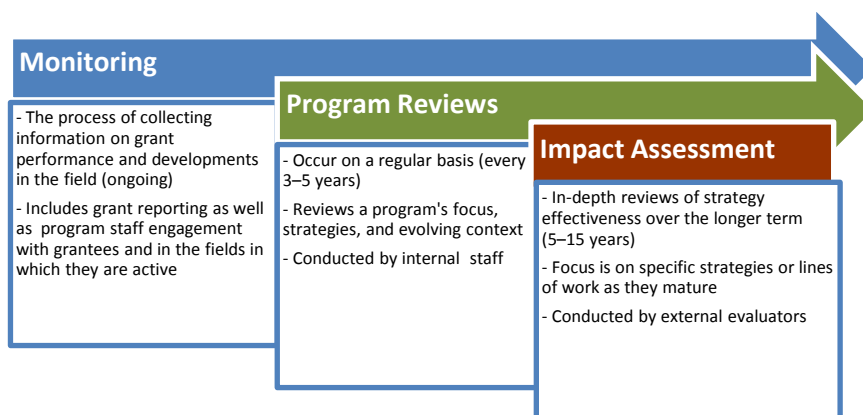 Monitoring
- The process of collecting
information on grant
performance and developments
in the field (ongoing)
- Includes grant reporting as well
as program staff engagement
with grantees and in the fields in
which they are active
Program Reviews
- Occur on a regular basis (every
3–5 years)
- Reviews a program's focus,
strategies, and evolving context
- Conducted by internal staff
Impact Assessment
- In-depth reviews of strategy
effectiveness over the longer term
(5–15 years)
- Focus is on specific strategies or lines
of work as they mature
- Conducted by external evaluators